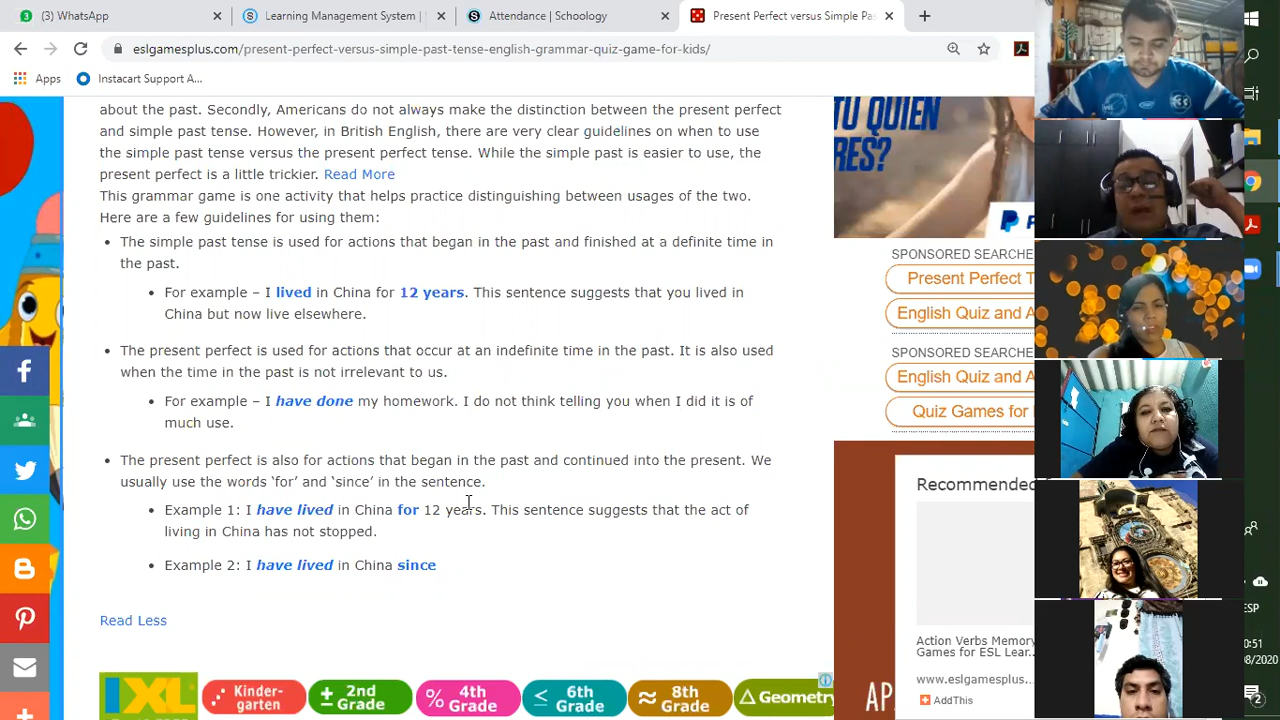 (3) WhatsApp
Learning Management System |
Attendance | Schoology
Present Perfect versus Simple Pas
eslgamesplus.com/present-perfect-versus-simple-past-tense-english-grammar-quiz-game-for-kids/
Apps
Instacart Support A...
about the past. Secondly, Americans do not always make the distinction between the present perfect
and simple past tense. However, in British English, there are very clear guidelines on when to use
the simple past tense versus the present perfect tense. While the simple past is easier to use, the
present perfect is a little trickier. Read More
This grammar game is one activity that helps practice distinguishing between usages of the two.
Here are a few guidelines for using them:
The simple past tense is used for actions that began in the past and finished at a definite time in
the past.
For example – I lived in China for 12 years. This sentence suggests that you lived in
China but now live elsewhere.
The present perfect is used for actions that occur at an indefinite time in the past. It is also used
when the time in the past is not irrelevant to us.
For example – I have done my homework. I do not think telling you when I did it is of
much use.
The present perfect is also for actions that began in the past and continued into the present. We
usually use the words ‘for’ and ‘since’ in the sentence.
Example 1: I have lived in China for 12 years. This sentence suggests that the act of
living in China has not stopped.
Example 2: I have lived in China since
Read Less
IXL
Kinder-
garten
2nd
Grade
4th
Grade
6th
Grade
8th
Grade
Geometry
TU QUIEN
RES?
P
SPONSORED SEARCHE
Present Perfect T
English Quiz and A
SPONSORED SEARCHE
English Quiz and A
Quiz Games for
Recommended f
Action Verbs Memory
Games for ESL Lear...
www.eslgamesplus...
AddThis
AP
ESP
0:51
/08/2020
2